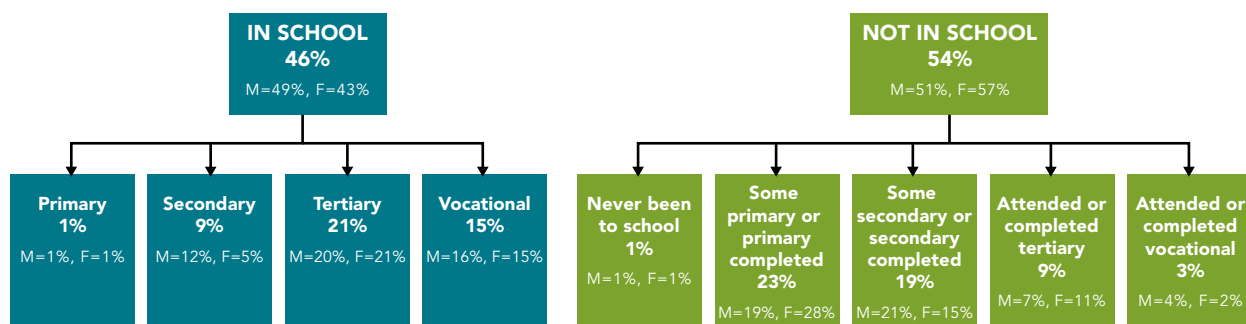 IN SCHOOL
46%
M=49%, F=43%
NOT IN SCHOOL
54%
M=51%, F=57%
Primary
1%
M=1%, F=1%
Secondary
9%
M=12%, F=5%
Tertiary
21%
M=20%, F=21%
Vocational
15%
M=16%, F=15%
Never been
to school
1%
M=1%, F=1%
Some
primary or
primary
completed
23%
M=19%, F=28%
Some
secondary or
secondary
completed
19%
M=21%, F=15%
Attended or
completed
tertiary
9%
M=7%, F=11%
Attended or
completed
vocational
3%
M=4%, F=2%